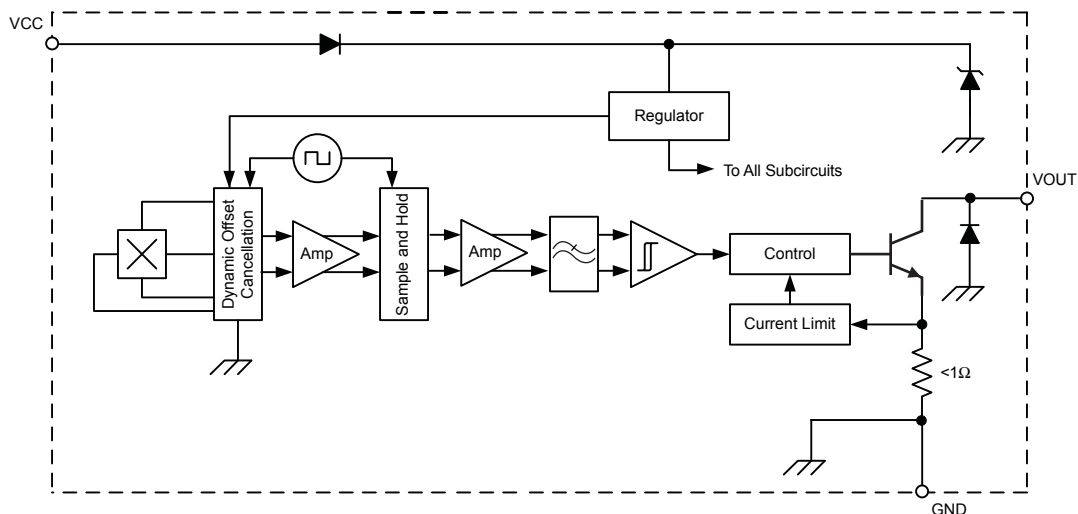 VCC
Regulator
To All Subcircuits
VOUT
Dynamic Offset
Cancellation
Amp
Sample and Hold
Amp
Control
Current Limit
<1Ω
GND